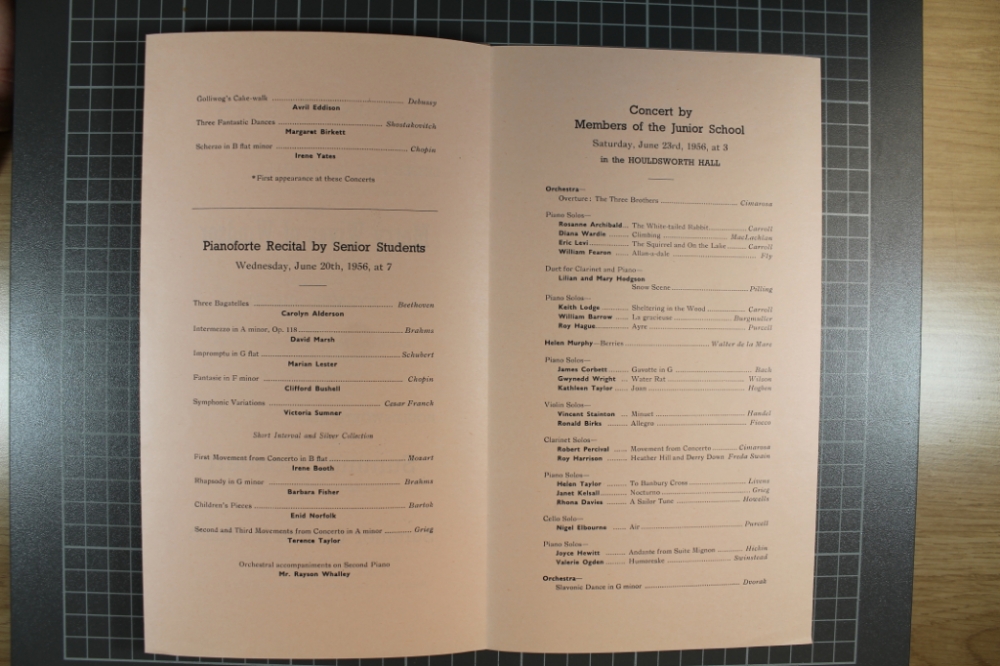 Golliwog's Cake-walk ........ Debussy
Avril Eddison
Three Fantastic Dances ........ Shostakovitch
Margaret Birkett
Scherzo in B flat minor ........ Chopin
Irene Yates
*First appearance at these Concerts
Pianoforte Recital by Senior Students
Wednesday, June 20th, 1956, at 7
Three Bagatelles ........ Beethoven
Carolyn Alderson
Intermezzo in A minor, Op. 118 ........ Brahms
David Marsh
Impromptu in G flat ........ Schubert
Marian Lester
Fantasie in F minor ........ Chopin
Clifford Bushell
Symphonic Variations ........ Cesar Franck
Victoria Sumner
Short Interval and Silver Collection
First Movement from Concerto in B flat ........ Mozart
Irene Booth
Rhapsody in G minor ........ Brahms
Barbara Fisher
Children's Pieces ........ Bartok
Enid Norfolk
Second and Third Movements from Concerto in A minor ........ Grieg
Terence Taylor
Orchestral accompaniments on Second Piano
Mr. Rayson Whalley
Concert by
Members of the Junior School
Saturday, June 23rd, 1956, at 3
in the HOULDSWORTH HALL
Orchestra—
Overture: The Three Brothers ........ Cimarosa
Piano Solos—
Rosanne Archibald ... The White-tailed Rabbit ........ Carroll
Diana Wardle ........ Climbing ........ MacLachlan
Eric Levi ........ The Squirrel and On the Lake ........ Carroll
William Fearon ........ Allan-a-dale ........ Fly
Duet for Clarinet and Piano—
Lilian and Mary Hodgson
Snow Scene ........ Pilling
Piano Solos—
Keith Lodge ........ Sheltering in the Wood ........ Carroll
William Barrow ........ La gracieuse ........ Burgmuller
Roy Hague ........ Ayre ........ Purcell
Helen Murphy—Berries ........ Walter de la Mare
Piano Solos—
James Corbett ........ Gavotte in G ........ Bach
Gwynedd Wright ... Water Rat ........ Wilson
Kathleen Taylor ... Juen ........ Hughes
Violin Solos—
Vincent Stainton ... Minuet ........ Handel
Ronald Birks ........ Allegro ........ Fiocco
Clarinet Solos—
Robert Percival ... Movement from Concerto ........ Cimarosa
Roy Harrison ........ Heather Hill and Derry Down Freda Swain
Piano Solos—
Helen Taylor ........ To Banbury Cross ........
Janet Kelsall ........ Nocturne ........ Grieg
Rhona Davies ........ A Sailor Tune ........ Howells
Cello Solo—
Nigel Elbourne ........ Air ........ Purcell
Piano Solos—
Joyce Hewitt ........ Andante from Suite Mignon ........ Hickin
Valerie Ogden ........ Humoreske ........ Swinstead
Orchestra—
Slavonic Dance in G minor ........ Dvorak